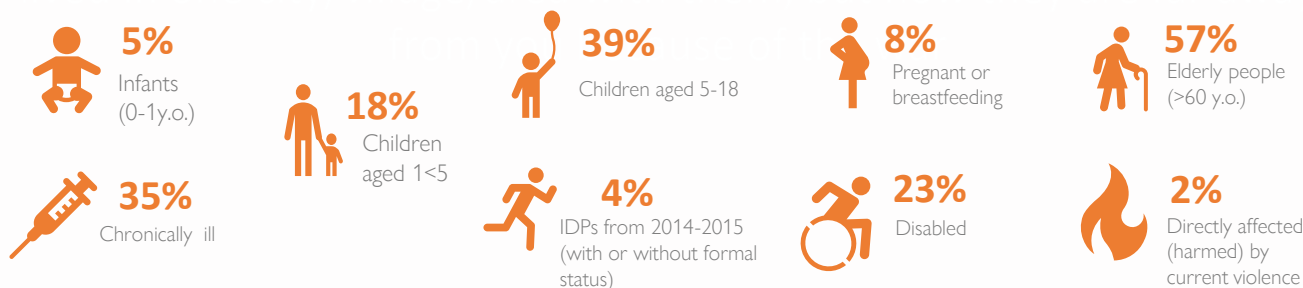 5%
Infants
(0-1y.o.)
18%
Children
aged 1<5
39%
Children aged 5-18
8%
Pregnant or
breastfeeding
57%
Elderly people
(>60 y.o.)
35%
Chronically ill
4%
IDPs from 2014-2015
(with or without formal
status)
23%
Disabled
2%
Directly affected
(harmed) by
current violence